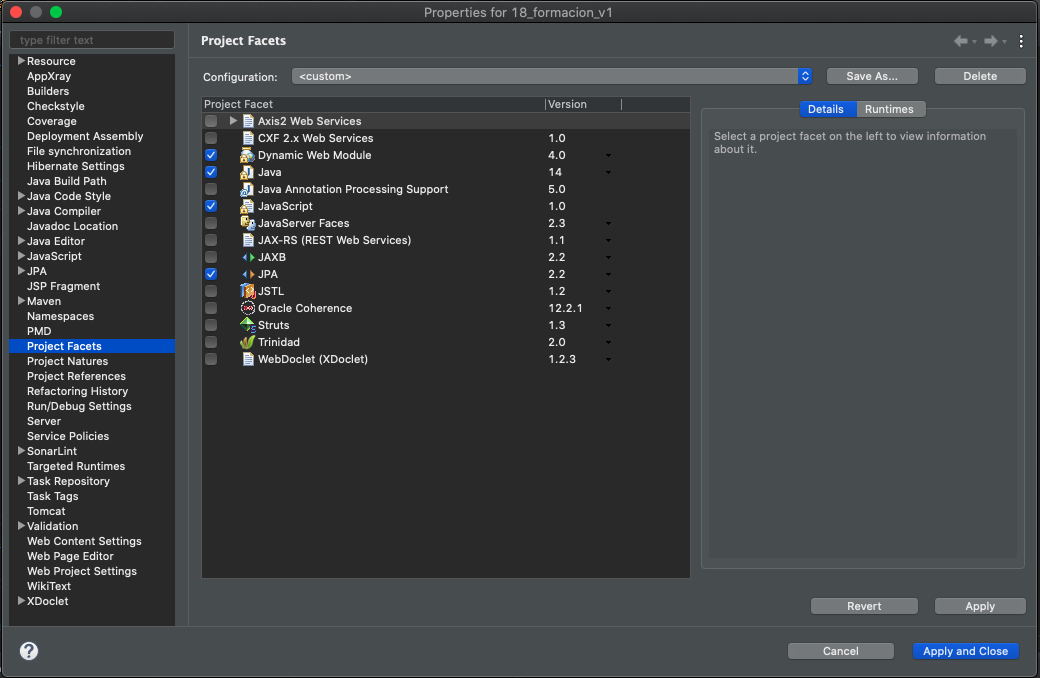 Properties for 18_formacion_v1
type filter text
Resource
AppXray
Builders
Checkstyle
Coverage
Deployment Assembly
File synchronization
Hibernate Settings
Java Build Path
Java Code Style
Java Compiler
Javadoc Location
Java Editor
JavaScript
JPA
JSP Fragment
Maven
Namespaces
PMD
Project Facets
Project Natures
Project References
Refactoring History
Run/Debug Settings
Server
Service Policies
SonarLint
Targeted Runtimes
Task Repository
Task Tags
Tomcat
Validation
Web Content Settings
Web Page Editor
Web Project Settings
WikiText
XDoclet
Project Facets
Configuration: <custom> Save As... Delete
Project Facet Version
Axis2 Web Services
CXF 2.x Web Services 1.0
Dynamic Web Module 4.0
Java 14
Java Annotation Processing Support 5.0
JavaScript 1.0
JavaServer Faces 2.3
JAX-RS (REST Web Services) 1.1
JAXB 2.2
JPA 2.2
JSTL 1.2
Oracle Coherence 12.2.1
Struts 1.3
Trinidad 2.0
WebDoclet (XDoclet) 1.2.3
Details Runtimes
Select a project facet on the left to view information
about it.
Revert Apply
? Cancel Apply and Close